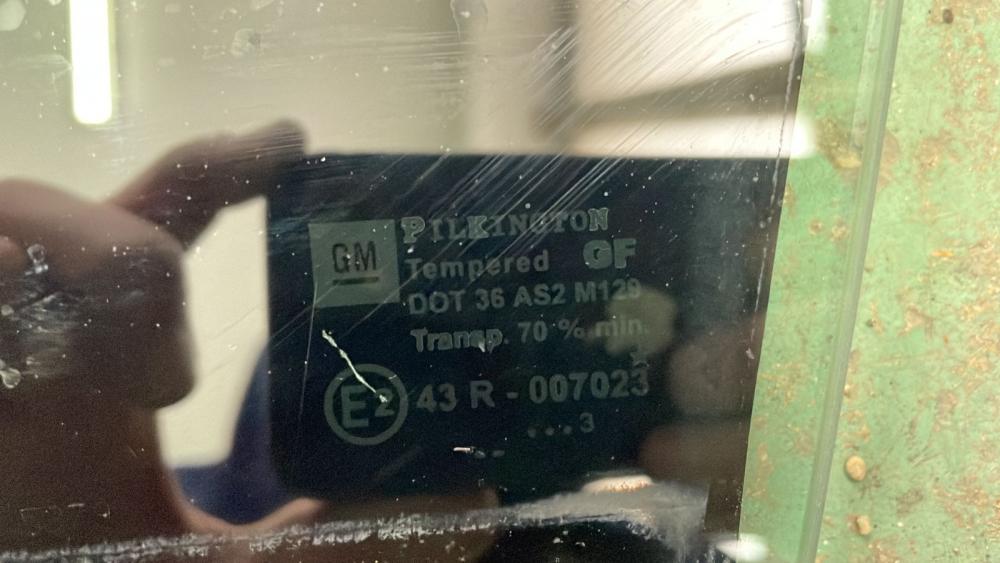 GM
PILKINGTON
Tempered GF
DOT 36 AS2 M129
Transp. 70 % min.
E2 43 R - 007023
...3